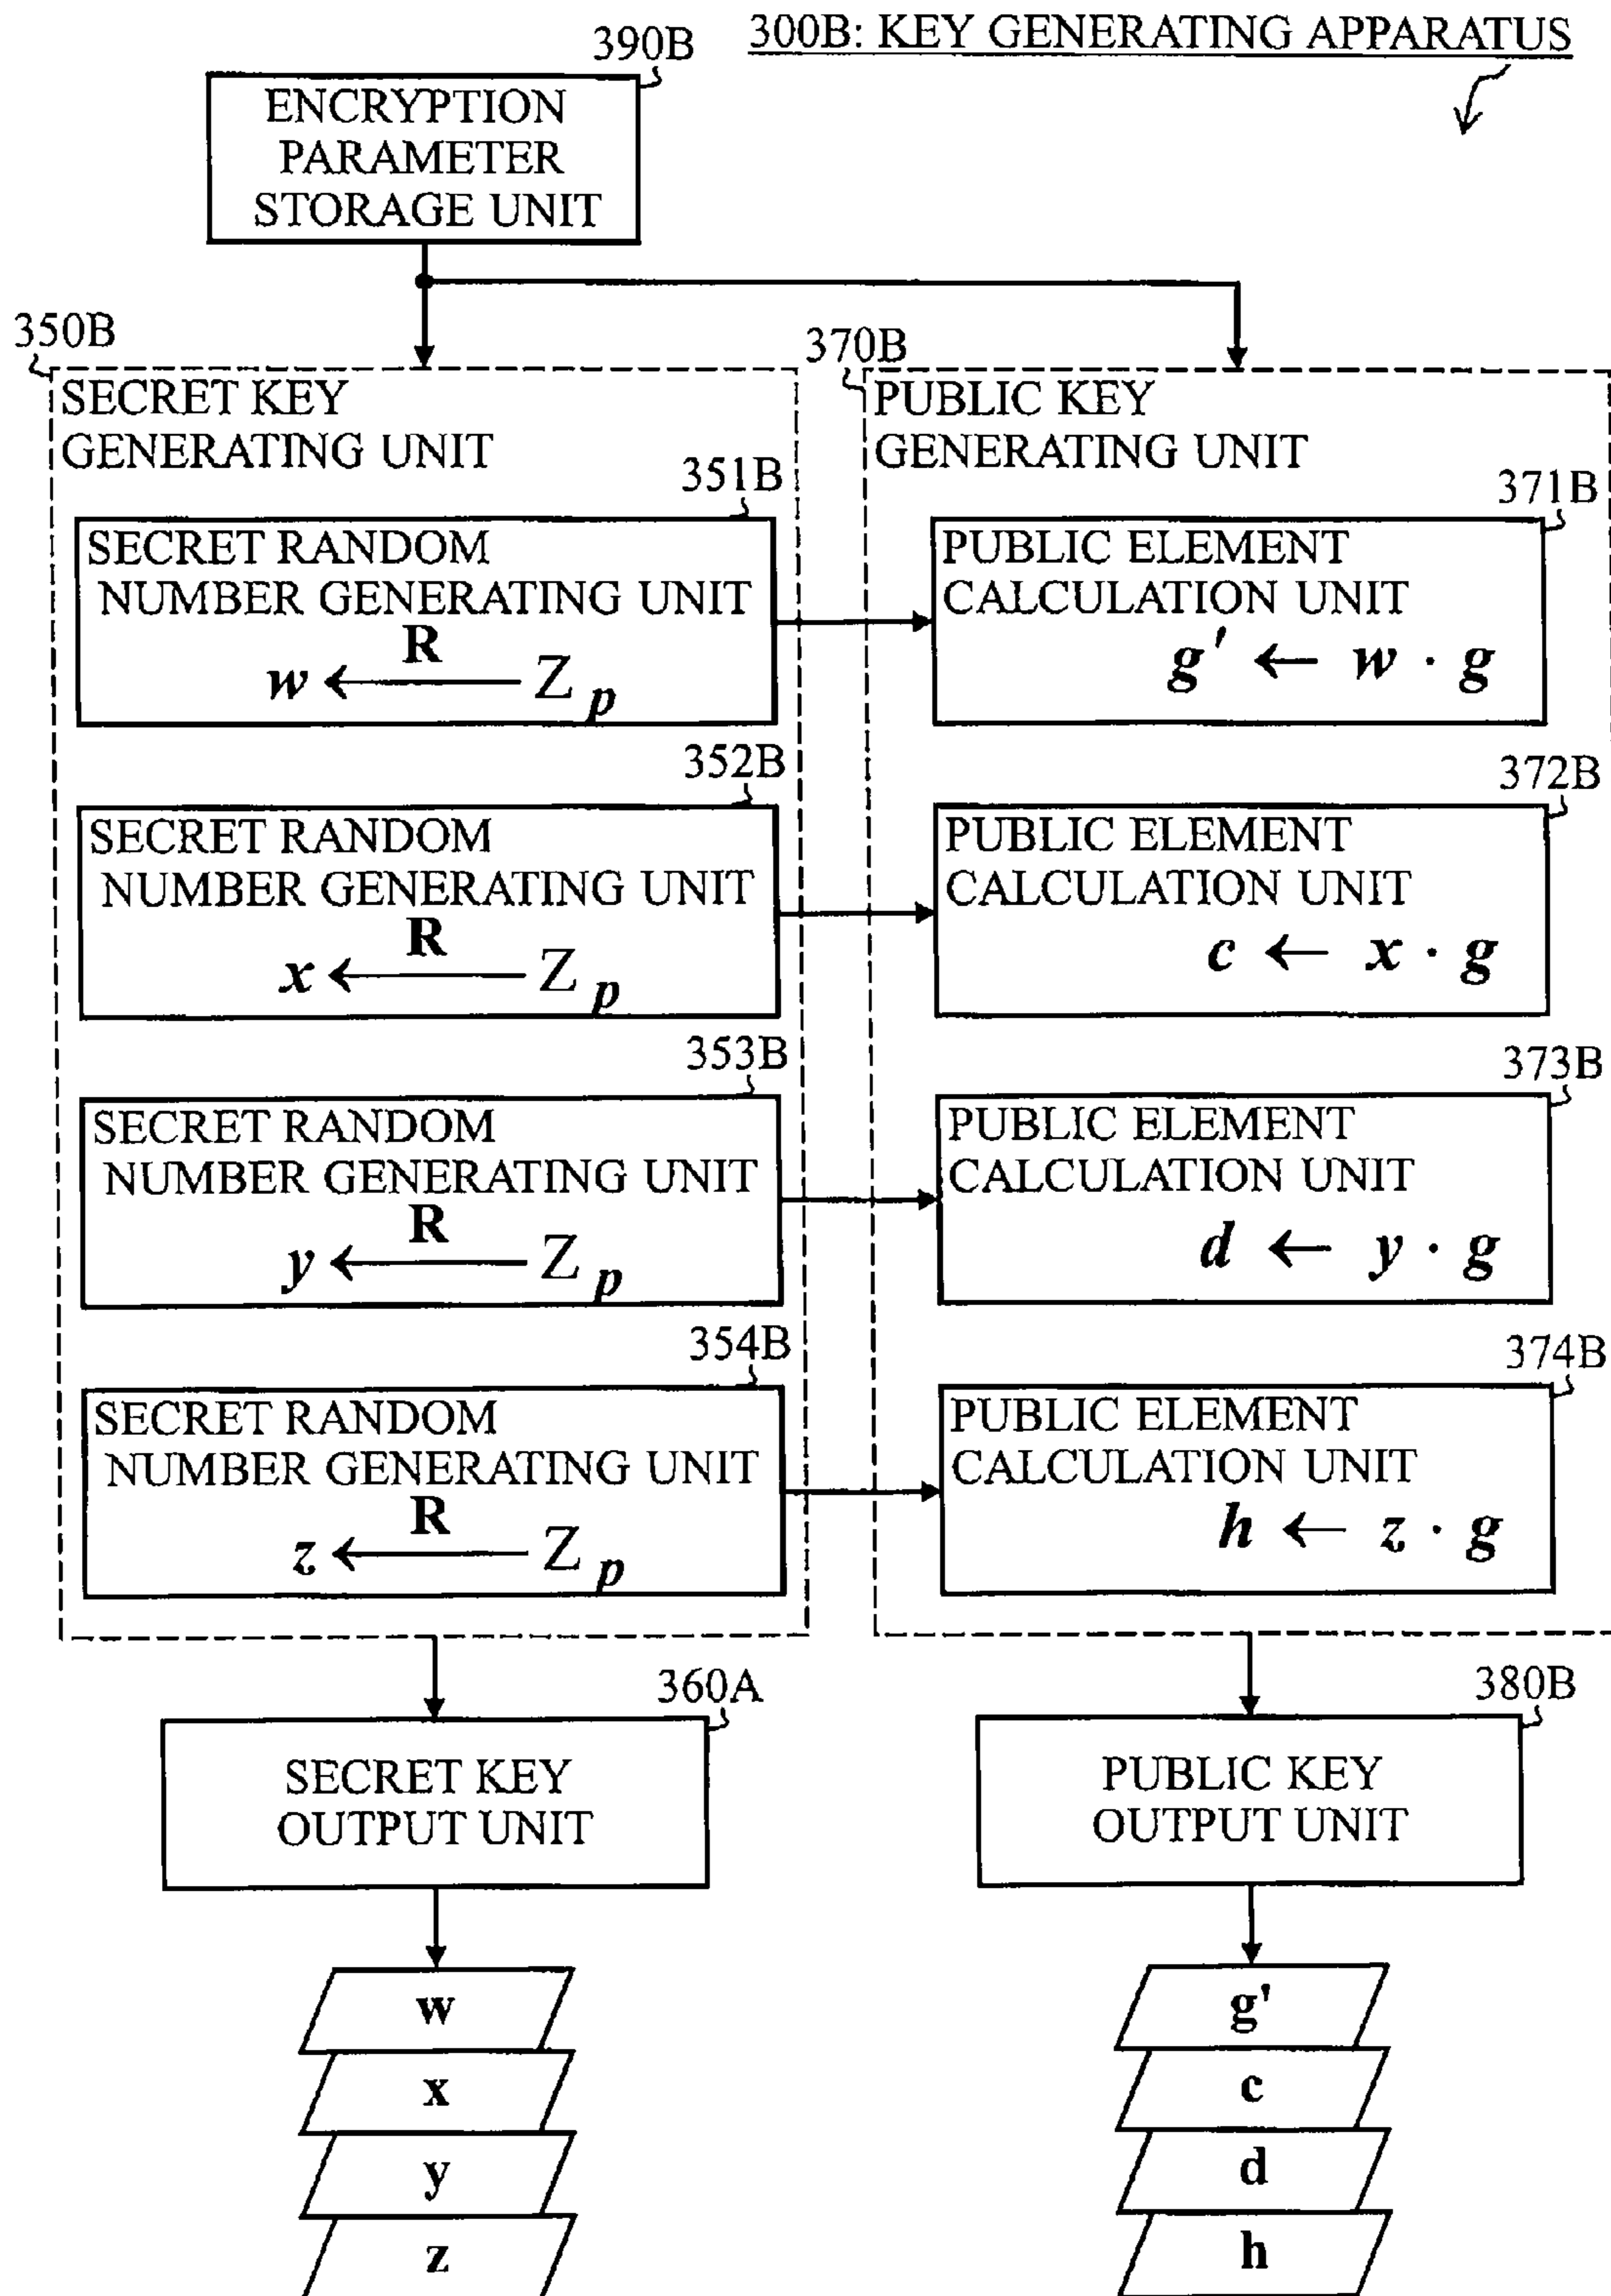 300B: KEY GENERATING APPARATUS
390B
ENCRYPTION
PARAMETER
STORAGE UNIT
350B
SECRET KEY
GENERATING UNIT
351B
SECRET RANDOM
NUMBER GENERATING UNIT
R
w ← Z p
352B
SECRET RANDOM
NUMBER GENERATING UNIT
R
x ← Z p
353B
SECRET RANDOM
NUMBER GENERATING UNIT
R
y ← Z p
354B
SECRET RANDOM
NUMBER GENERATING UNIT
R
z ← Z p
370B
PUBLIC KEY
GENERATING UNIT
371B
PUBLIC ELEMENT
CALCULATION UNIT
g' ← w · g
372B
PUBLIC ELEMENT
CALCULATION UNIT
c ← x · g
373B
PUBLIC ELEMENT
CALCULATION UNIT
d ← y · g
374B
PUBLIC ELEMENT
CALCULATION UNIT
h ← z · g
360A
SECRET KEY
OUTPUT UNIT
w
x
y
z
380B
PUBLIC KEY
OUTPUT UNIT
g'
c
d
h